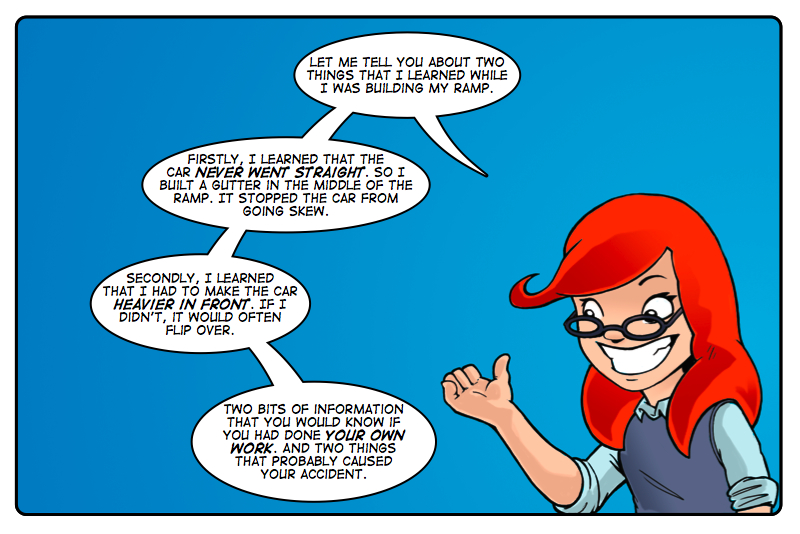 LET ME TELL YOU ABOUT TWO
THINGS THAT I LEARNED WHILE
I WAS BUILDING MY RAMP.
FIRSTLY, I LEARNED THAT THE
CAR NEVER WENT STRAIGHT. SO I
BUILT A GUTTER IN THE MIDDLE OF THE
RAMP. IT STOPPED THE CAR FROM
GOING SKEW.
SECONDLY, I LEARNED
THAT I HAD TO MAKE THE CAR
HEAVIER IN FRONT. IF I
DIDN'T, IT WOULD OFTEN
FLIP OVER.
TWO BITS OF INFORMATION
THAT YOU WOULD KNOW IF
YOU HAD DONE YOUR OWN
WORK. AND TWO THINGS
THAT PROBABLY CAUSED
YOUR ACCIDENT.